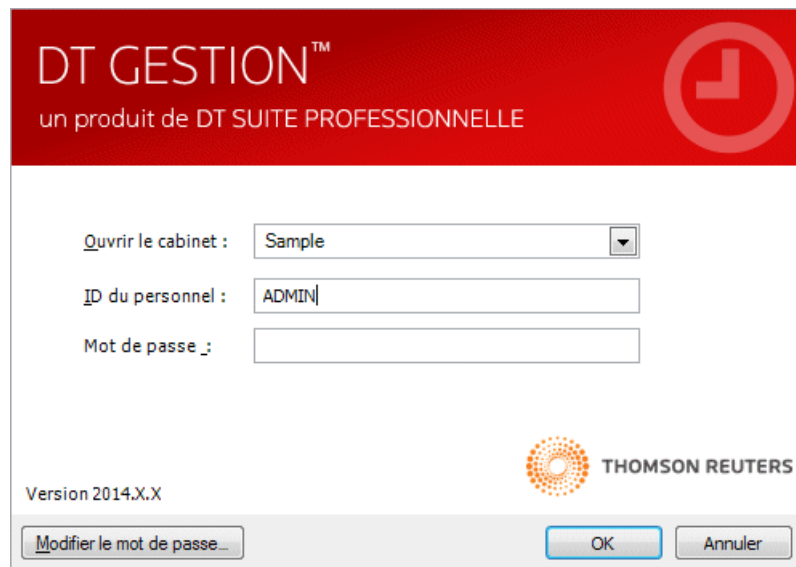 DT GESTION™
un produit de DT SUITE PROFESSIONNELLE
Ouvrir le cabinet : Sample
ID du personnel : ADMIN
Mot de passe :
THOMSON REUTERS
Version 2014.X.X
Modifier le mot de passe... OK Annuler